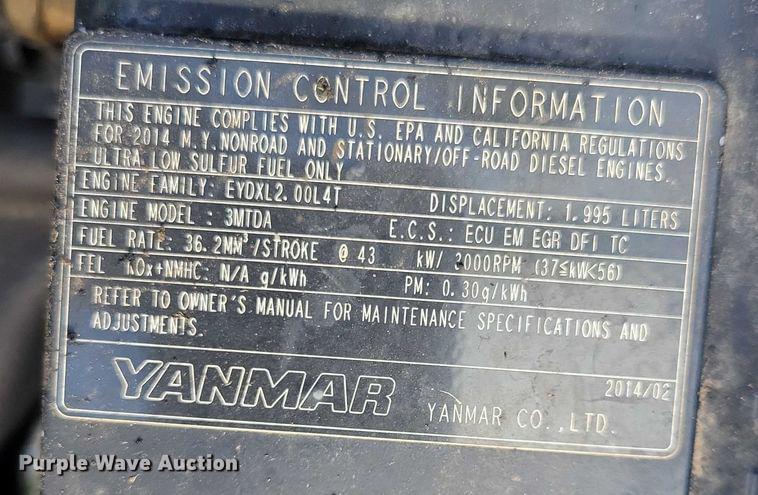 EMISSION CONTROL INFORMATION
THIS ENGINE COMPLIES WITH U.S. EPA AND CALIFORNIA REGULATIONS
FOR 2014 M.Y. NONROAD AND STATIONARY/OFF-ROAD DIESEL ENGINES.
ULTRA LOW SULFUR FUEL ONLY
ENGINE FAMILY: EYDXL2.00L4T DISPLACEMENT: 1.995 LITERS
ENGINE MODEL : 3MTDA E.C.S.: ECU EM EGR DFI TC
FUEL RATE: 36.2MM³/STROKE @ 43 kW/ 2000RPM (37≤kW<56)
FEL NOx+NMHC: N/A g/kWh PM: 0.30g/kWh
REFER TO OWNER'S MANUAL FOR MAINTENANCE SPECIFICATIONS AND
ADJUSTMENTS.
2014/02
YANMAR YANMAR CO.,LTD.
Purple Wave Auction